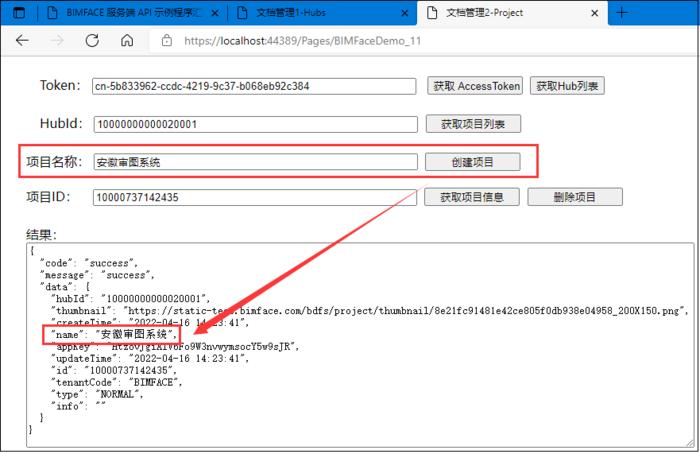 BIMFACE 服务端 API 示例程序汇
文档管理1-Hubs
文档管理2-Project
https://localhost:44389/Pages/BIMFaceDemo_11
Token: cn-5b833962-ccdc-4219-9c37-b068eb92c384 获取 AccessToken 获取Hub列表
HubId: 10000000000020001 获取项目列表
项目名称: 安徽审图系统 创建项目
项目ID: 10000737142435 获取项目信息 删除项目
结果:
{
"code": "success",
"message": "success",
"data": {
"hubId": "10000000000020001",
"thumbnail": "https://static-test.bimface.com/bdfs/project/thumbnail/8e21fc91481e42ce805f0db938e04958_200X150.png",
"createTime": "2022-04-16 14:23:41",
"name": "安徽审图系统",
"updateTime": "2022-04-16 14:23:41",
"id": "10000737142435",
"tenantCode": "BIMFACE",
"type": "NORMAL",
"info": ""
}
}